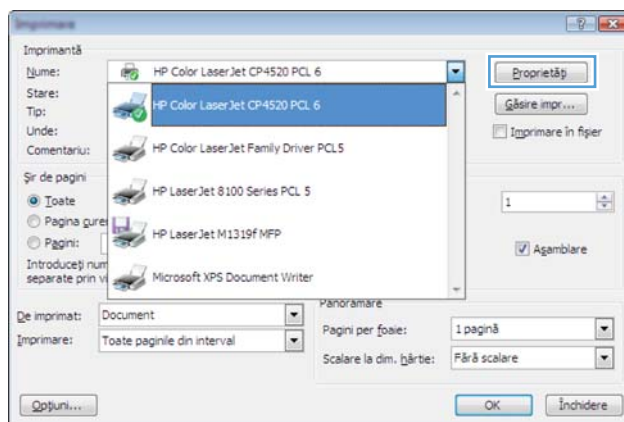 Imprimare
Imprimantă
Nume: HP Color LaserJet CP4520 PCL 6 Proprietăți
Stare: HP Color LaserJet CP4520 PCL 6 Găsire impr...
Tip:
Unde: Imprimare în fișier
Comentariu: HP Color LaserJet Family Driver PCL5
Șir de pagini
HP LaserJet 8100 Series PCL 5
Toate 1
Pagina
Pagini: HP LaserJet M1319f MFP Asamblare
Introduceți
separate prin Microsoft XPS Document Writer
Panoramare
De imprimat: Document
Pagini per foaie: 1 pagină
Imprimare: Toate paginile din interval
Scalare la dim. hârtie: Fără scalare
Opțiuni... OK Închidere